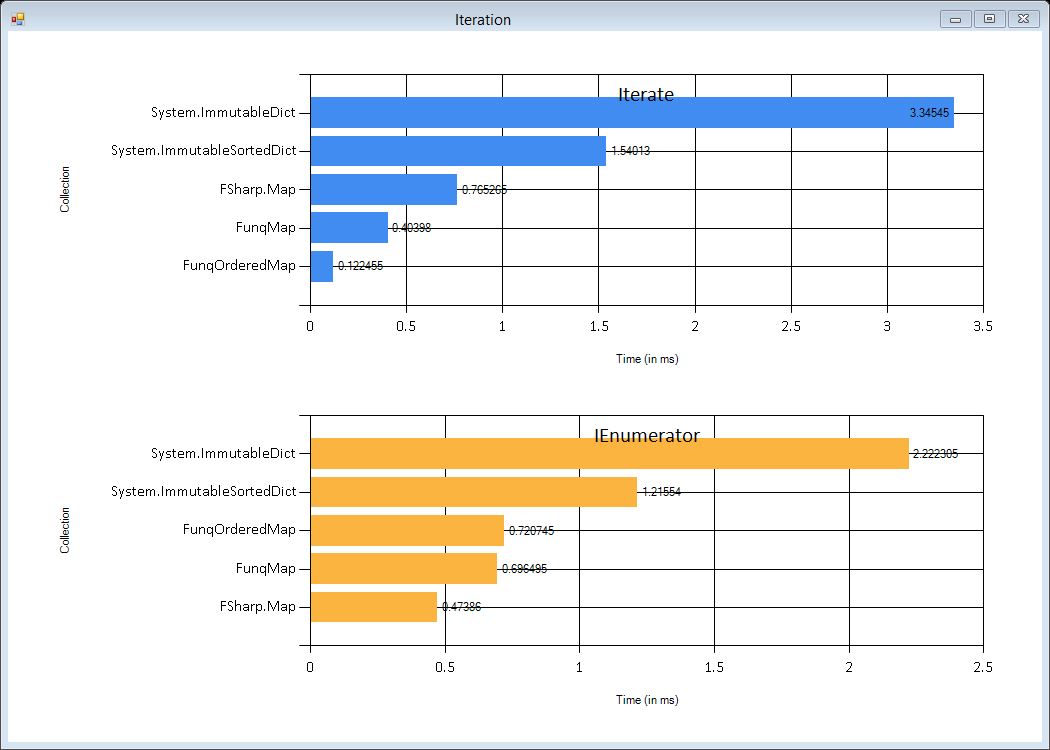 Iteration
Iterate
System.ImmutableDict
3.34545
System.ImmutableSortedDict
1.54013
FSharp.Map
0.765265
FunqMap
0.40398
FunqOrderedMap
0.122455
Collection
0 0.5 1 1.5 2 2.5 3 3.5
Time (in ms)
IEnumerator
System.ImmutableDict
2.222305
System.ImmutableSortedDict
1.21554
FunqOrderedMap
0.720745
FunqMap
0.696495
FSharp.Map
0.47386
Collection
0 0.5 1 1.5 2 2.5
Time (in ms)